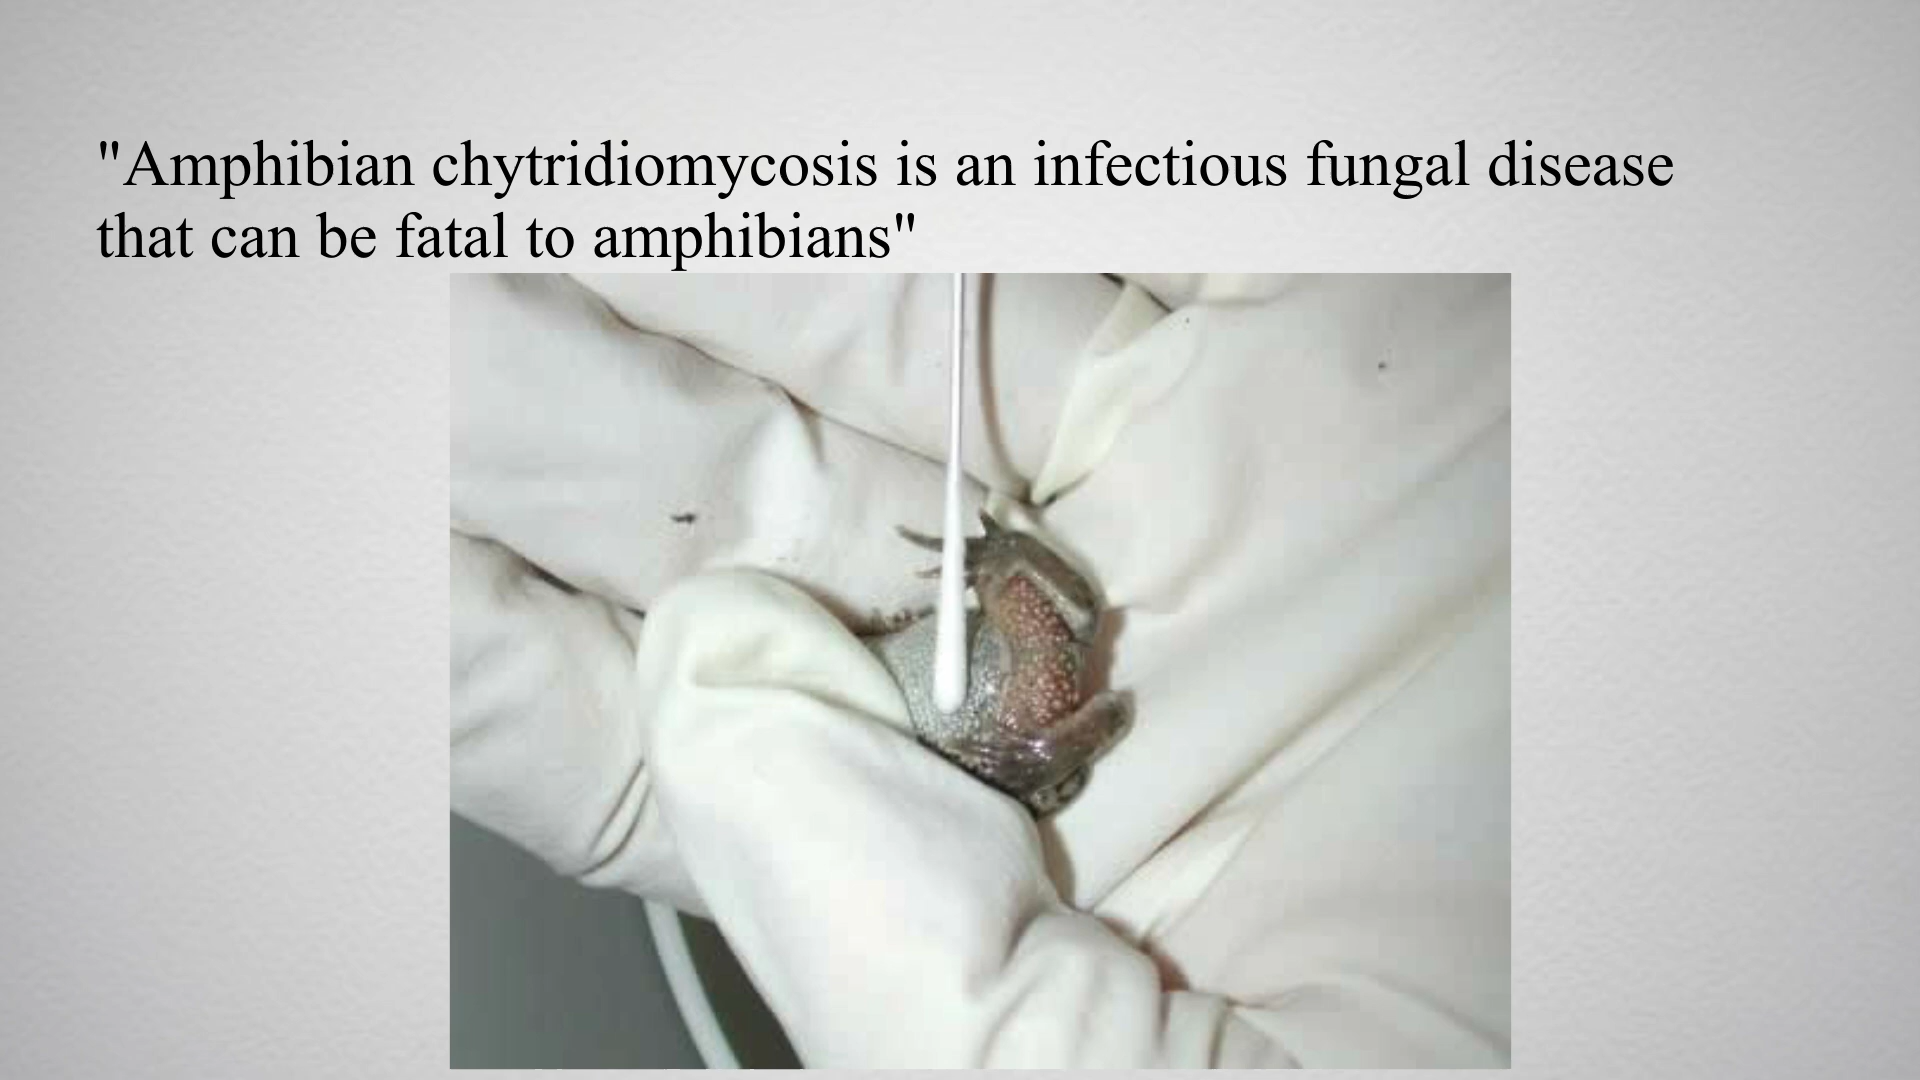 "Amphibian chytridiomycosis is an infectious fungal disease
that can be fatal to amphibians"